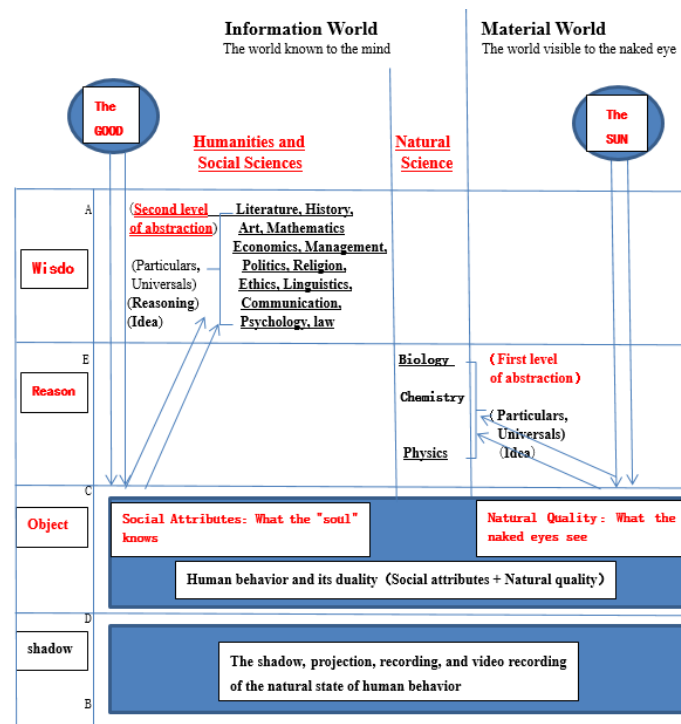 Information World
The world known to the mind
Material World
The world visible to the naked eye
The
GOOD
The
SUN
Humanities and
Social Sciences
Natural
Science
A
Wisdo
(Second level
of abstraction)
(Particulars,
Universals)
(Reasoning)
(Idea)
Literature, History,
Art, Mathematics
Economics, Management,
Politics, Religion,
Ethics, Linguistics,
Communication,
Psychology, law
E
Reason
Biology
Chemistry
Physics
(First level
of abstraction)
(Particulars,
Universals)
(Idea)
C
Object
Social Attributes: What the "soul"
knows
Natural Quality: What the
naked eyes see
Human behavior and its duality (Social attributes + Natural quality)
D
shadow
The shadow, projection, recording, and video recording
of the natural state of human behavior
B